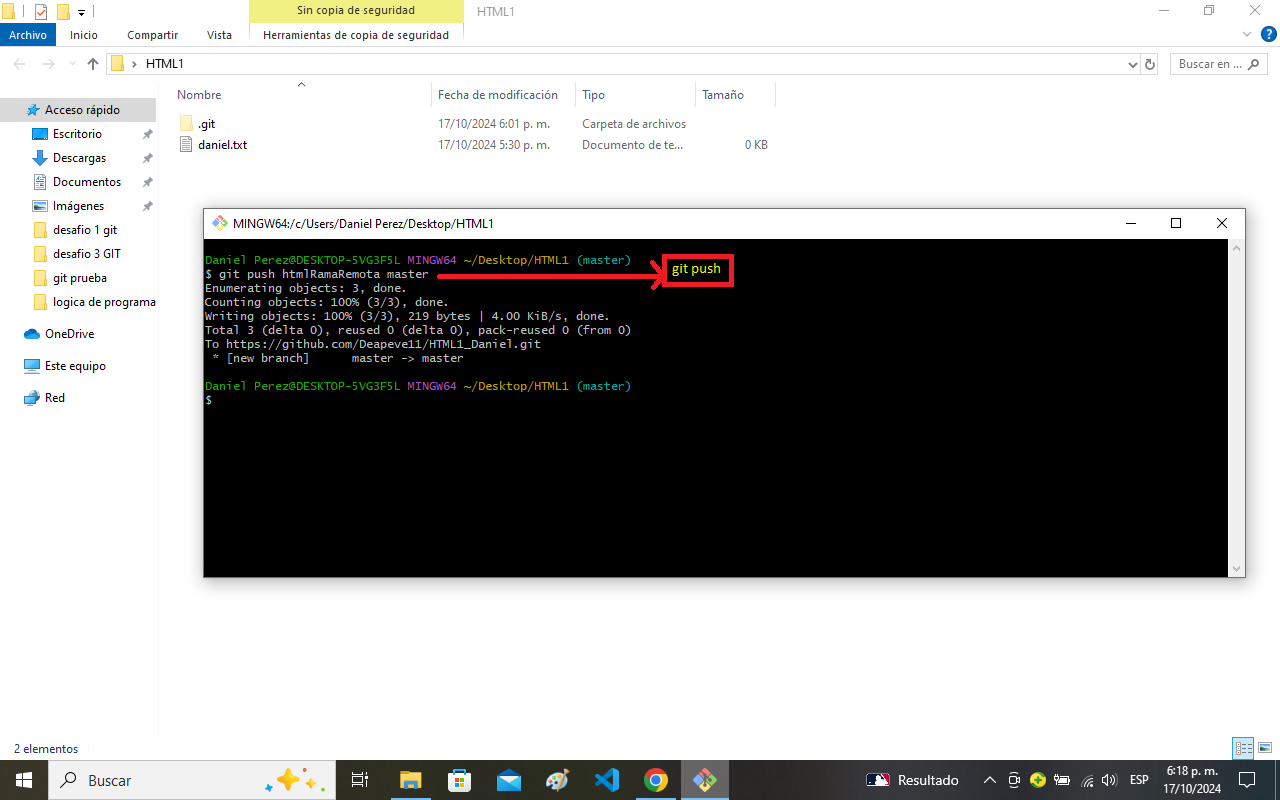 Sin copia de seguridad
HTML1
Archivo
Inicio
Compartir
Vista
Herramientas de copia de seguridad
HTML1
Buscar en ...
Nombre
Fecha de modificación
Tipo
Tamaño
.git
17/10/2024 6:01 p. m.
Carpeta de archivos
daniel.txt
17/10/2024 5:30 p. m.
Documento de te...
0 KB
Acceso rápido
Escritorio
Descargas
Documentos
Imágenes
desafio 1 git
desafio 3 GIT
git prueba
logica de programa
OneDrive
Este equipo
Red
MINGW64:/c/Users/Daniel Perez/Desktop/HTML1
Daniel Perez@DESKTOP-5VG3F5L MINGW64 ~/Desktop/HTML1 (master)
$ git push htmlRamaRemota master
git push
Enumerating objects: 3, done.
Counting objects: 100% (3/3), done.
Writing objects: 100% (3/3), 219 bytes | 4.00 KiB/s, done.
Total 3 (delta 0), reused 0 (delta 0), pack-reused 0 (from 0)
To https://github.com/Deapeve11/HTML1_Daniel.git
 * [new branch]      master -> master
Daniel Perez@DESKTOP-5VG3F5L MINGW64 ~/Desktop/HTML1 (master)
$
2 elementos
Buscar
Resultado
ESP
6:18 p. m.
17/10/2024